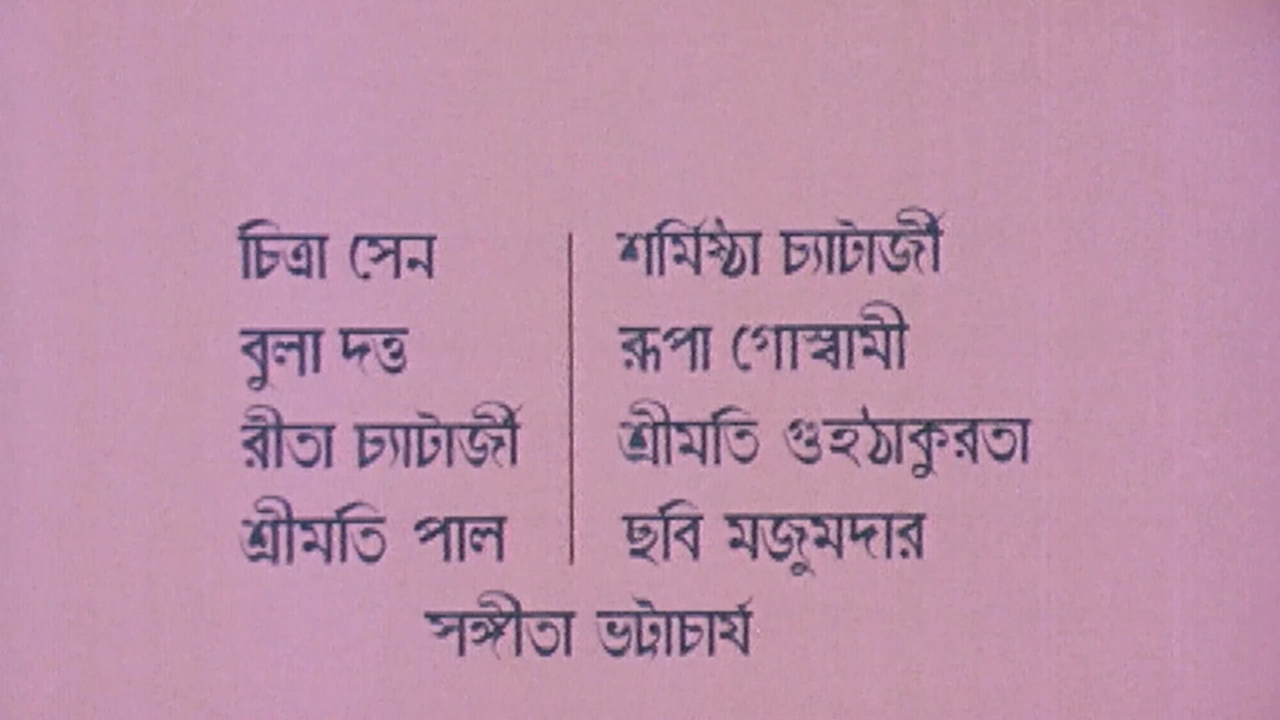 চিত্রা সেন
বুলা দত্ত
রীতা চ্যাটার্জী
শ্রীমতি পাল
শর্মিষ্ঠা চ্যাটার্জী
রূপা গোস্বামী
শ্রীমতি গুহঠাকুরতা
ছবি মজুমদার
সঙ্গীতা ভট্টাচার্য